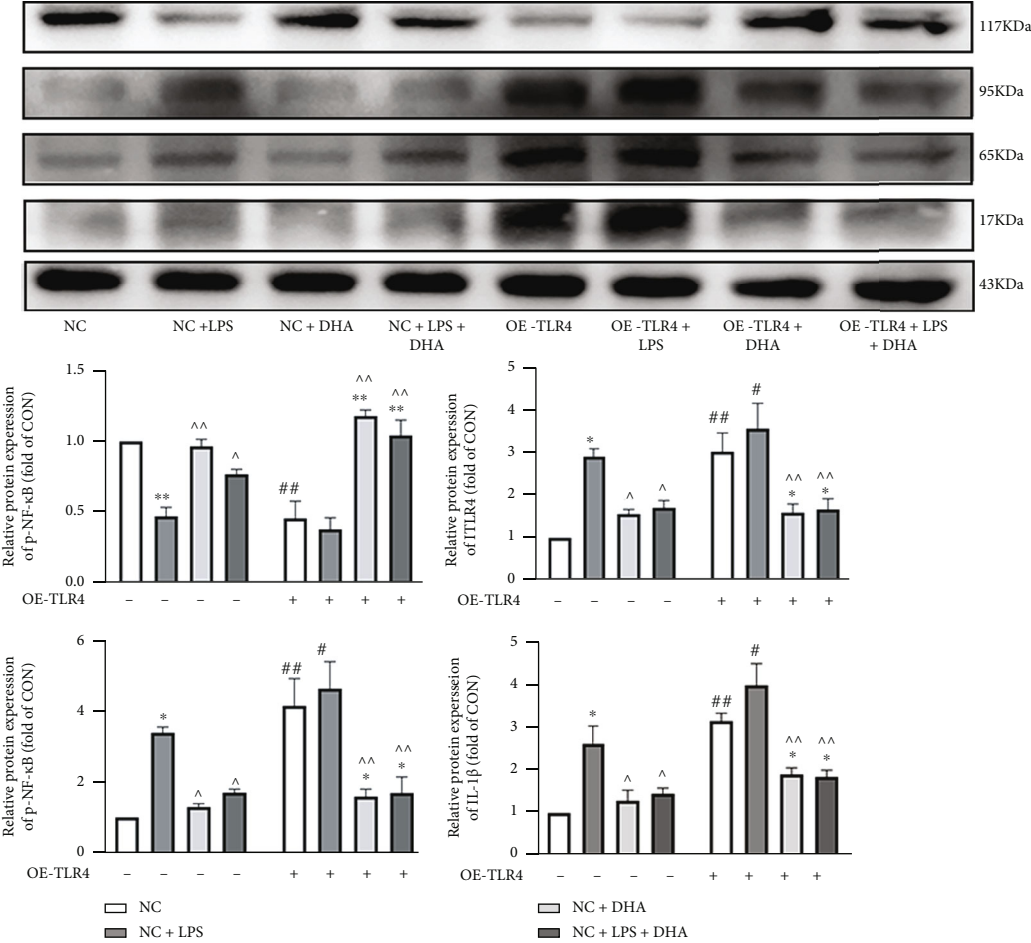 117KDa
95KDa
65KDa
17KDa
43KDa
NC NC +LPS NC + DHA NC + LPS + DHA OE -TLR4 OE -TLR4 + LPS OE -TLR4 + DHA OE -TLR4 + LPS + DHA
Relative protein experession
of p-NF-κB (fold of CON)
1.5
1.0
0.5
0.0
**
^^
^
##
^^
**
^^
**
OE-TLR4 – – – – + + + +
Relative protein experssion
of ITLR4 (fold of CON)
5
4
3
2
1
0
*
^
^
##
#
^^
*
^^
*
OE-TLR4 – – – – + + + +
Relative protein experession
of p-NF-κB (fold of CON)
6
4
2
0
*
^
^
##
#
^^
*
^^
*
OE-TLR4 – – – – + + + +
Relative protein expersseion
of IL-1β (fold of CON)
5
4
3
2
1
0
*
^
^
##
#
^^
*
^^
*
OE-TLR4 – – – – + + + +
NC
NC + LPS
NC + DHA
NC + LPS + DHA